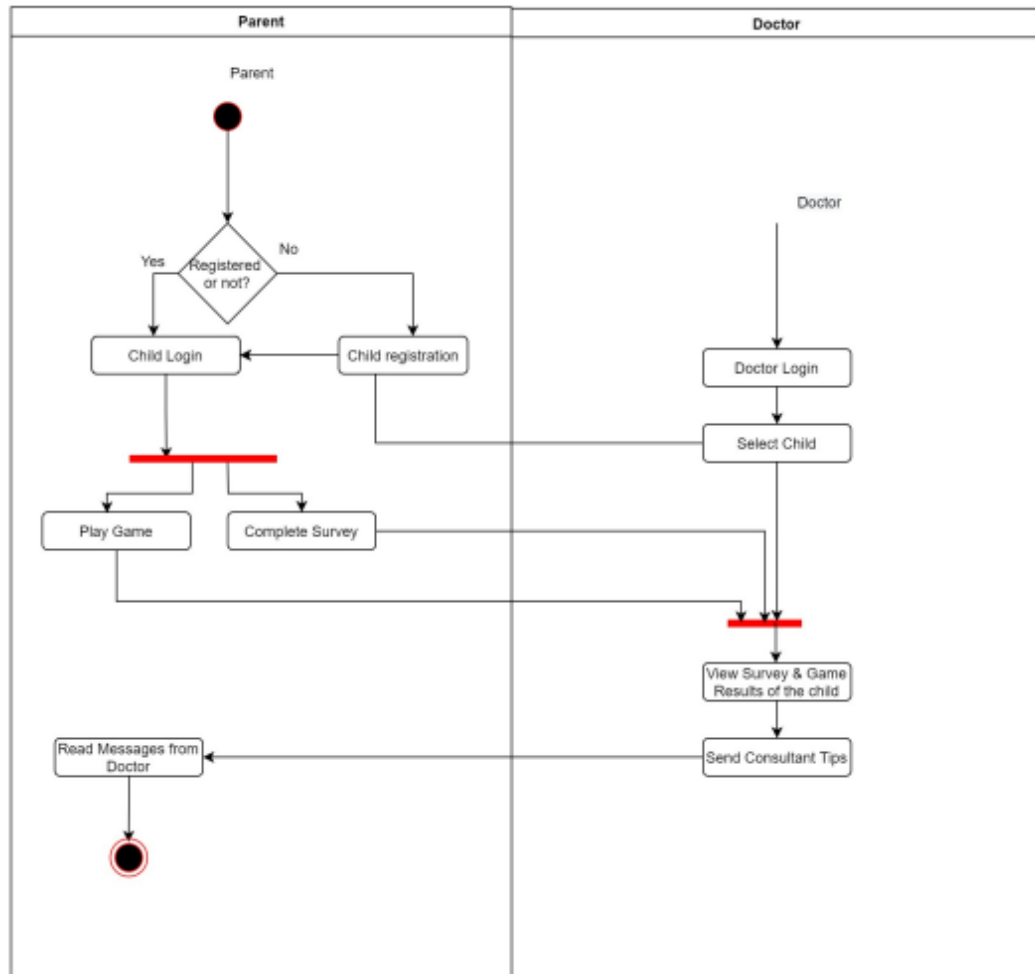 Parent
Doctor
Parent
Doctor
Yes
No
Registered
or not?
Child Login
Child registration
Doctor Login
Select Child
Play Game
Complete Survey
View Survey & Game
Results of the child
Read Messages from
Doctor
Send Consultant Tips